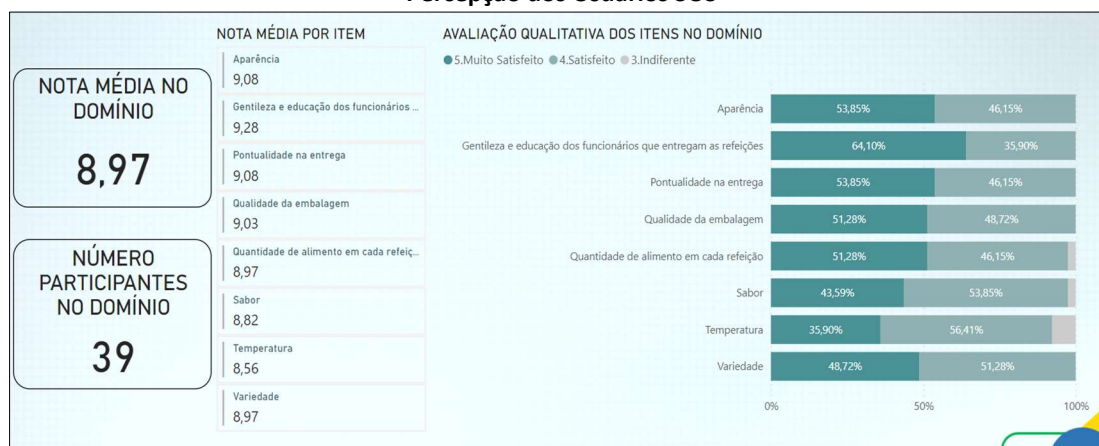 NOTA MÉDIA POR ITEM
AVALIAÇÃO QUALITATIVA DOS ITENS NO DOMÍNIO
5.Muito Satisfeito 4.Satisfeito 3.Indiferente
NOTA MÉDIA NO
DOMÍNIO
8,97
NÚMERO
PARTICIPANTES
NO DOMÍNIO
39
Aparência
9,08
Gentileza e educação dos funcionários ...
9,28
Pontualidade na entrega
9,08
Qualidade da embalagem
9,03
Quantidade de alimento em cada refeiç...
8,97
Sabor
8,82
Temperatura
8,56
Variedade
8,97
Aparência 53,85% 46,15%
Gentileza e educação dos funcionários que entregam as refeições 64,10% 35,90%
Pontualidade na entrega 53,85% 46,15%
Qualidade da embalagem 51,28% 48,72%
Quantidade de alimento em cada refeição 51,28% 46,15%
Sabor 43,59% 53,85%
Temperatura 35,90% 56,41%
Variedade 48,72% 51,28%
0% 50% 100%